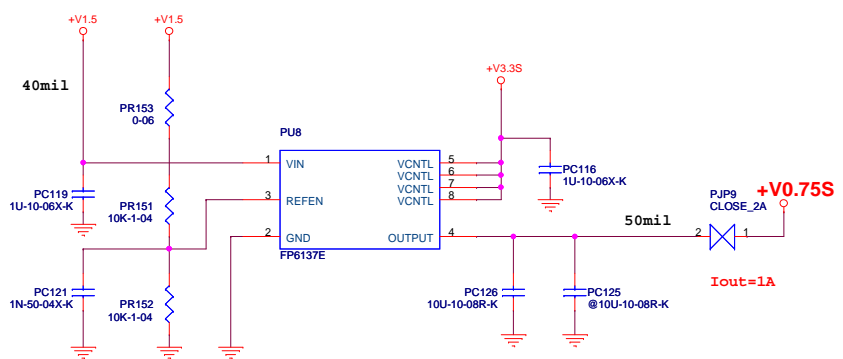 +V1.5
+V1.5
+V3.3S
40mil
PR153
0-06
PU8
1
VIN
VCNTL
5
VCNTL
6
VCNTL
7
VCNTL
8
PC119
1U-10-06X-K
PR151
10K-1-04
3
REFEN
PC116
1U-10-06X-K
PJP9
CLOSE_2A
+V0.75S
50mil
2
GND
OUTPUT
4
2
1
FP6137E
PC121
1N-50-04X-K
PR152
10K-1-04
PC126
10U-10-08R-K
PC125
@10U-10-08R-K
Iout=1A